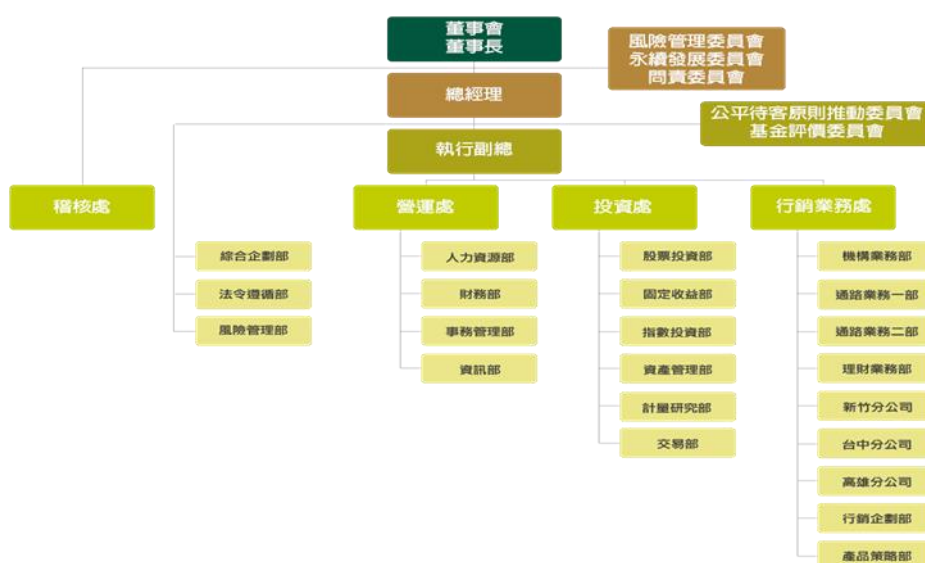 董事會
董事長
風險管理委員會
永續發展委員會
問責委員會
總經理
公平待客原則推動委員會
基金評價委員會
執行副總
稽核處
營運處
投資處
行銷業務處
綜合企劃部
法令遵循部
風險管理部
人力資源部
財務部
事務管理部
資訊部
股票投資部
固定收益部
指數投資部
資產管理部
計量研究部
交易部
機構業務部
通路業務一部
通路業務二部
理財業務部
新竹分公司
台中分公司
高雄分公司
行銷企劃部
產品策略部